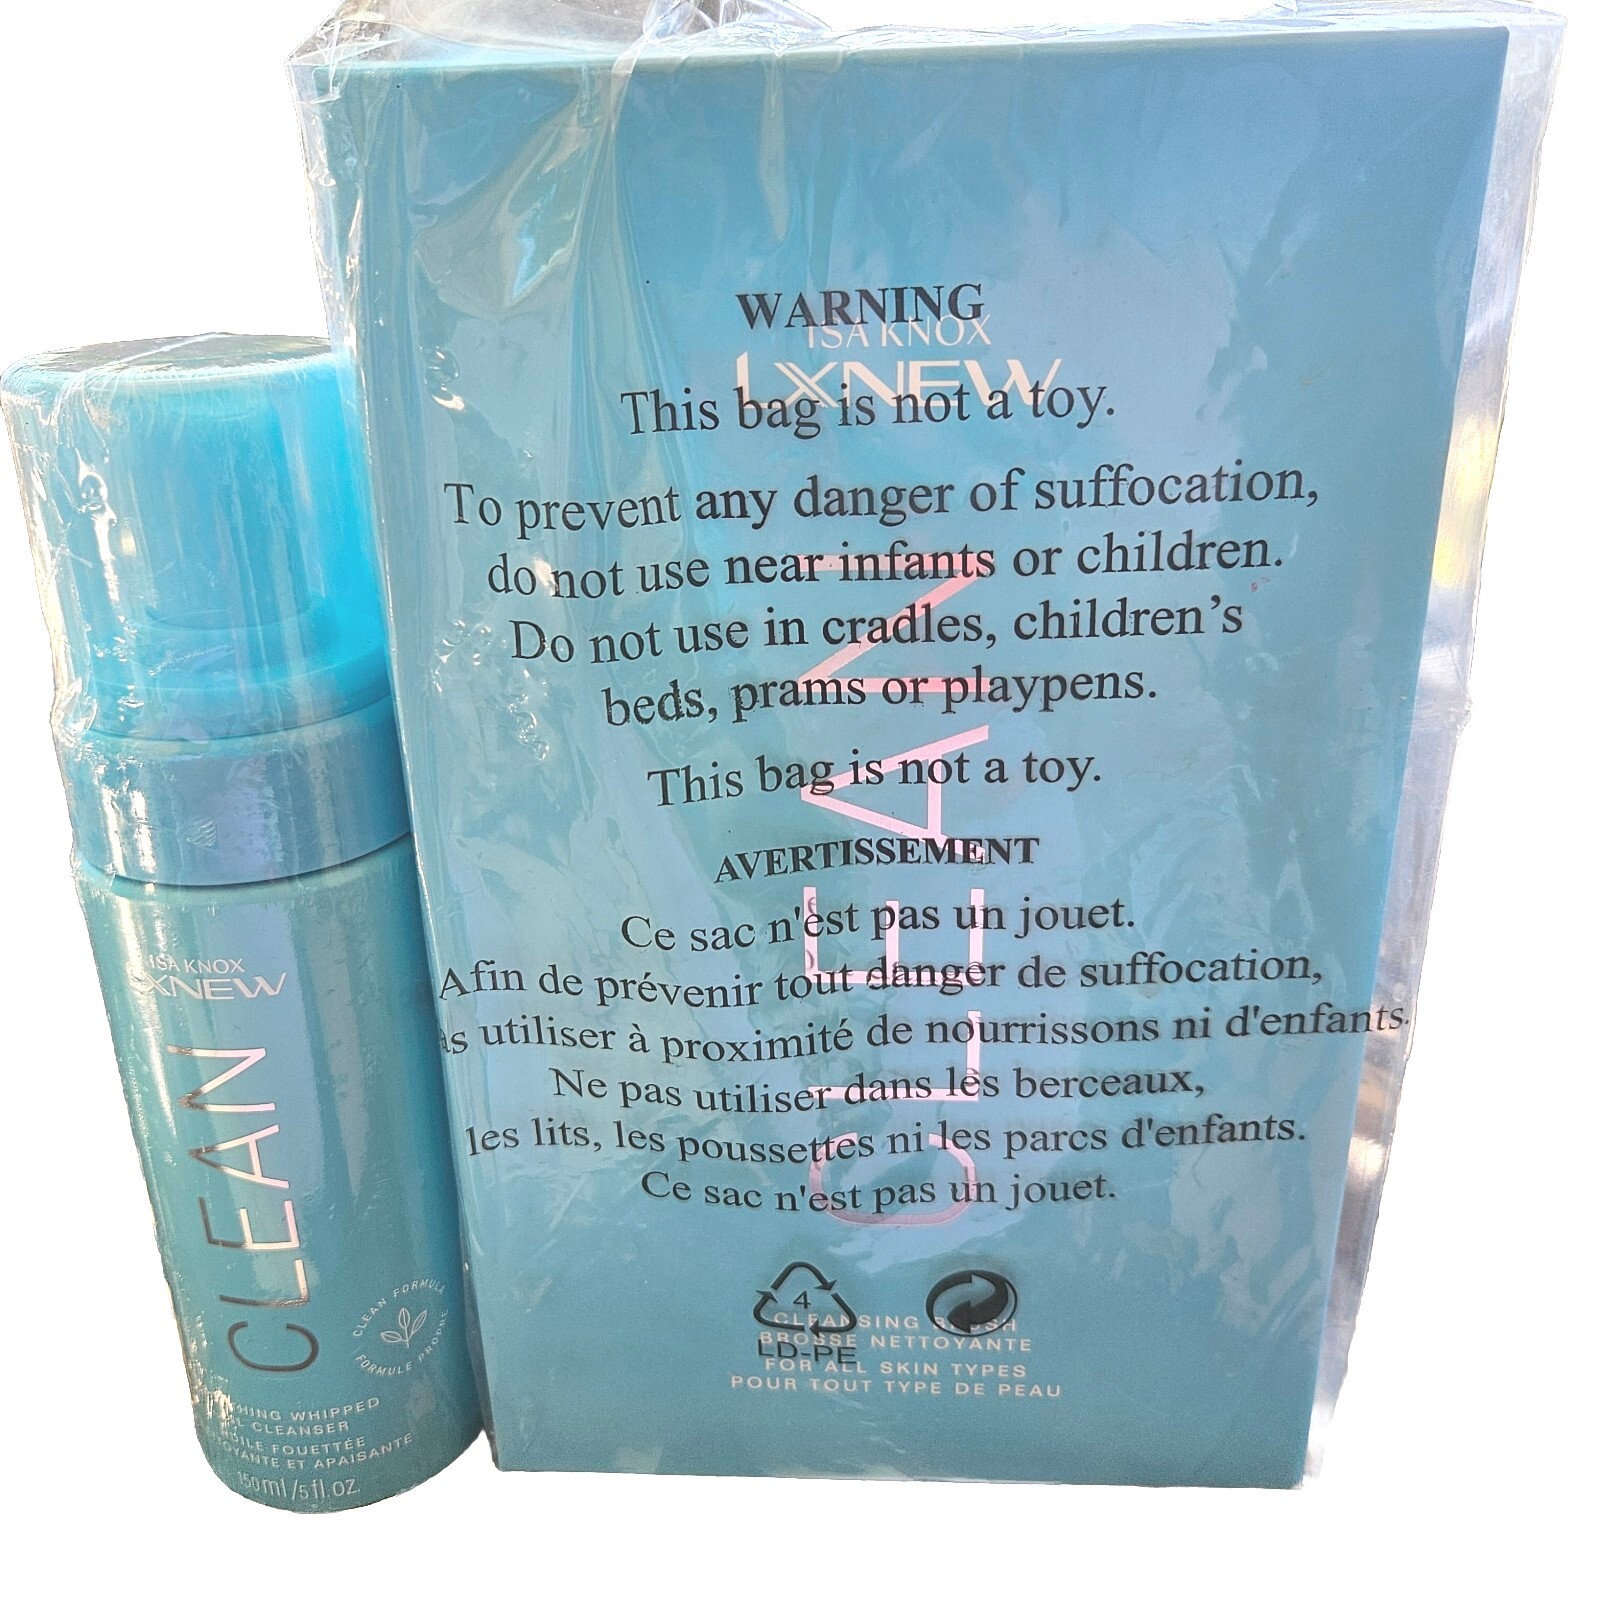 WARNING
ISA KNOX
LXNEW
This bag is not a toy.
To prevent any danger of suffocation,
do not use near infants or children.
Do not use in cradles, children's
beds, prams or playpens.
This bag is not a toy.
AVERTISSEMENT
Ce sac n'est pas un jouet.
Afin de prévenir tout danger de suffocation,
utiliser à proximité de nourrissons ni d'enfants.
Ne pas utiliser dans les berceaux,
les lits, les poussettes ni les parcs d'enfants.
Ce sac n'est pas un jouet.
CLEAN
4
LD-PE
CLEANSING BRUSH
BROSSE NETTOYANTE
FOR ALL SKIN TYPES
POUR TOUT TYPE DE PEAU
ISA KNOX
XNEW
CLEAN
CLEAN FORMULA
FORMULE PROPRE
WHIPPED
CLEANSER
FOUETTÉE
ET APAISANTE
150ml/5fl.oz.